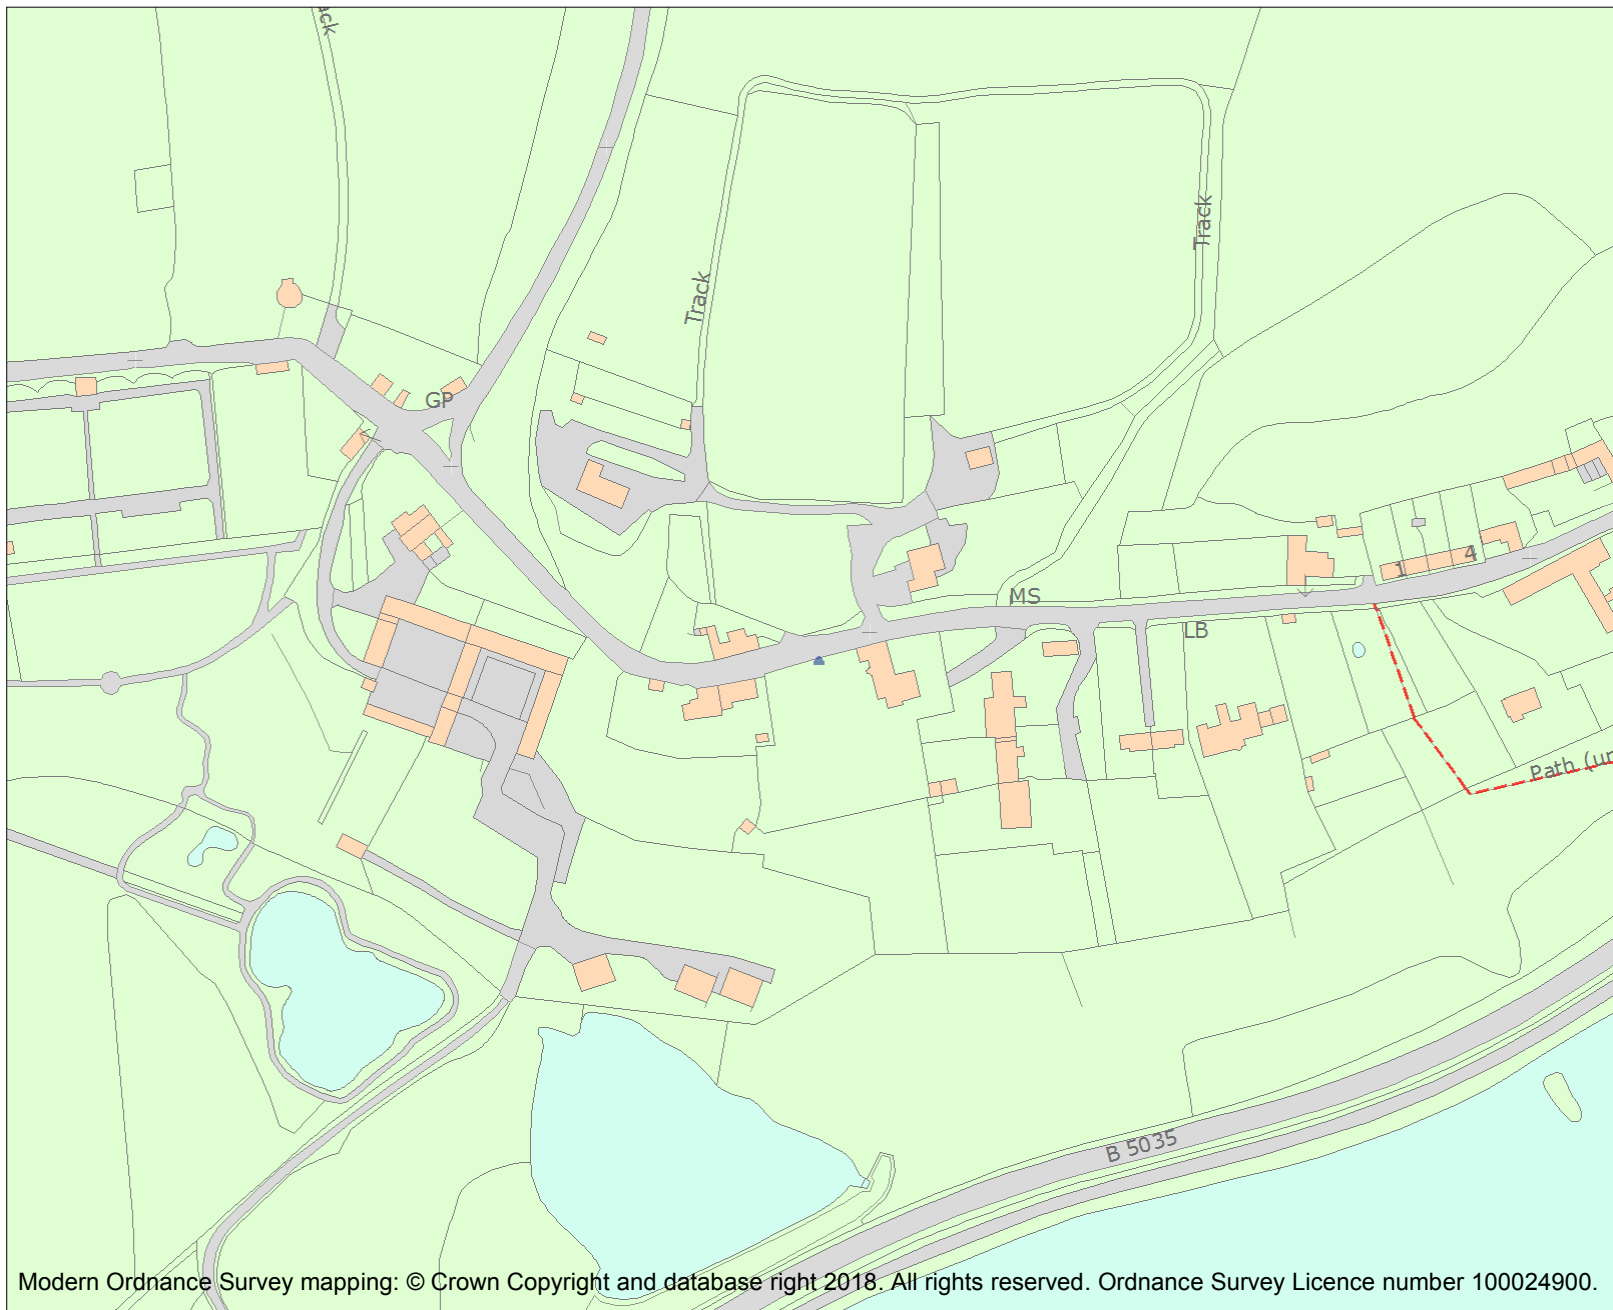 Track
Track
GP
1
4
MS
LB
Path
B 5035
Modern Ordnance Survey mapping: © Crown Copyright and database right 2018. All rights reserved. Ordnance Survey Licence number 100024900.